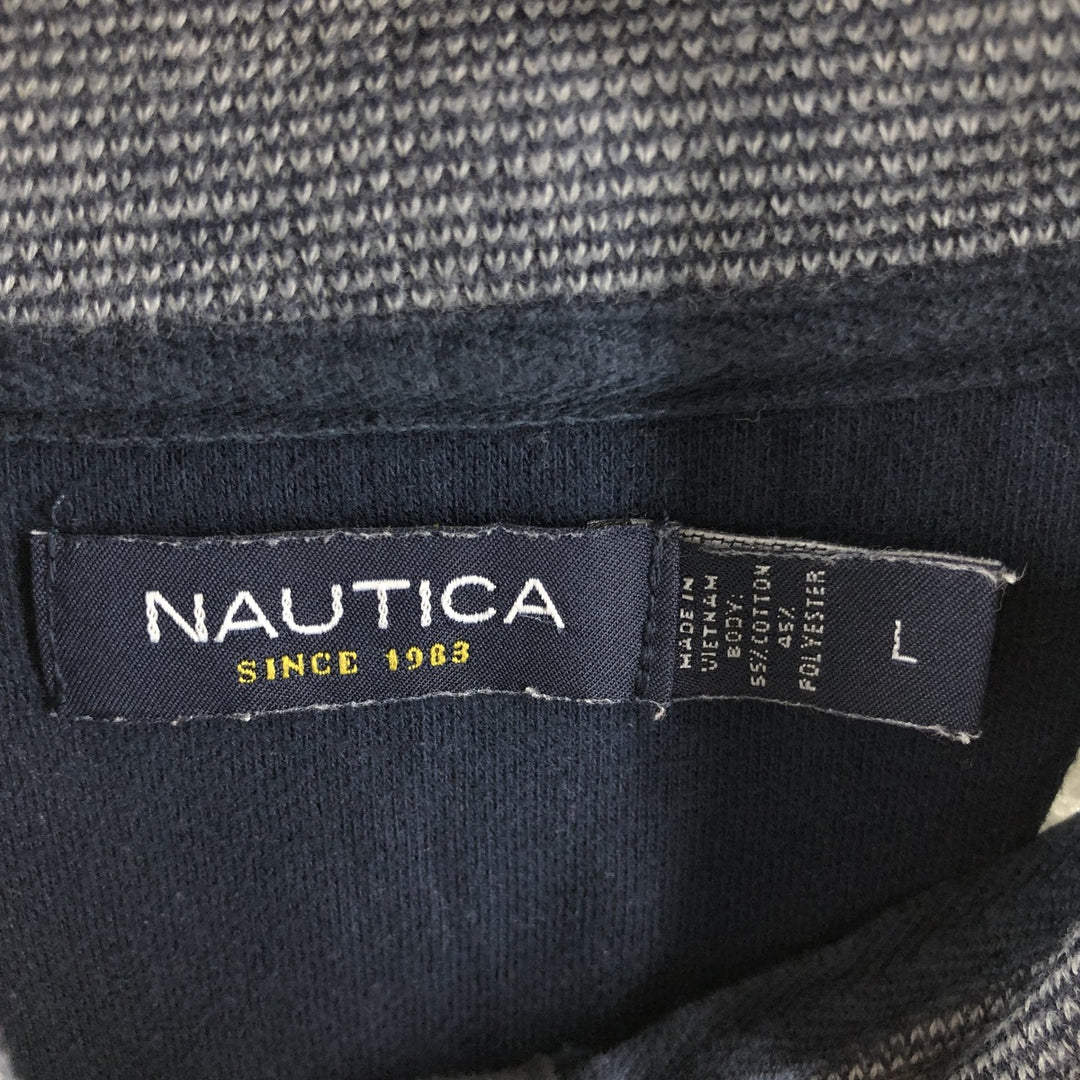 NAUTICA
SINCE 1983
MADE IN
VIETNAM
BODY:
55% COTTON
45%
POLYESTER
L